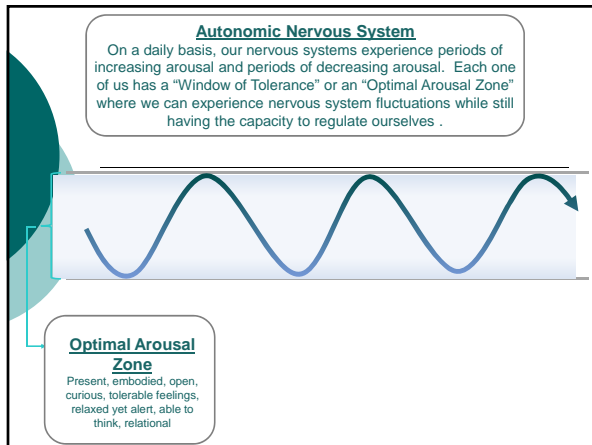 Autonomic Nervous System
On a daily basis, our nervous systems experience periods of
increasing arousal and periods of decreasing arousal.  Each one
of us has a “Window of Tolerance” or an “Optimal Arousal Zone”
where we can experience nervous system fluctuations while still
having the capacity to regulate ourselves .
Optimal Arousal
Zone
Present, embodied, open,
curious, tolerable feelings,
relaxed yet alert, able to
think, relational